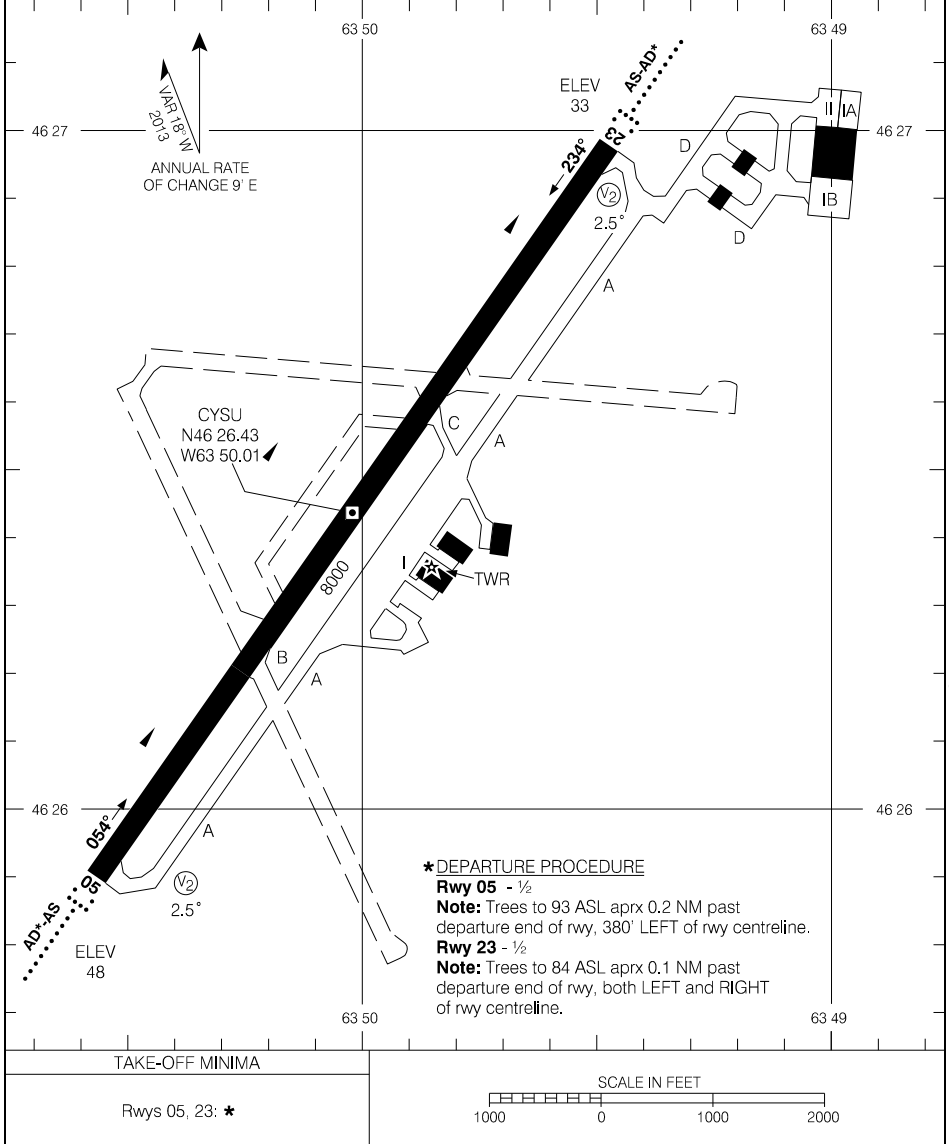 63 50
63 49
ELEV
33
AS-AD*
VAR 18° W
2013
ANNUAL RATE
OF CHANGE 9' E
46 27
46 27
23
234°
II
IA
IB
D
D
V2
2.5°
A
CYSU
N46 26.43
W63 50.01
C
A
8000
I
TWR
B
A
46 26
46 26
054°
A
05
V2
2.5°
AD*-AS
ELEV
48
* DEPARTURE PROCEDURE
Rwy 05 - ½
Note: Trees to 93 ASL aprx 0.2 NM past
departure end of rwy, 380' LEFT of rwy centreline.
Rwy 23 - ½
Note: Trees to 84 ASL aprx 0.1 NM past
departure end of rwy, both LEFT and RIGHT
of rwy centreline.
63 50
63 49
TAKE-OFF MINIMA
Rwys 05, 23: *
SCALE IN FEET
1000 0 1000 2000